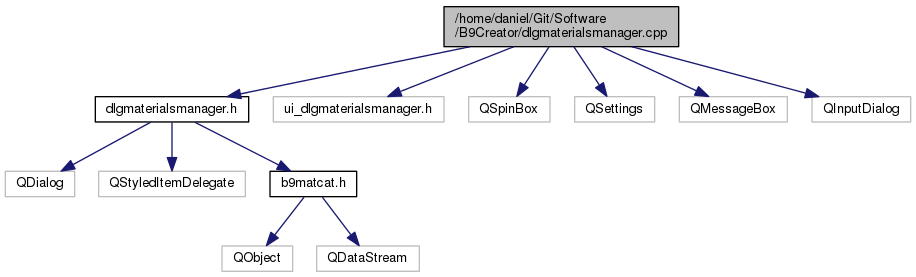 /home/daniel/Git/Software
/B9Creator/dlgmaterialsmanager.cpp
dlgmaterialsmanager.h
ui_dlgmaterialsmanager.h
QSpinBox
QSettings
QMessageBox
QInputDialog
QDialog
QStyledItemDelegate
b9matcat.h
QObject
QDataStream